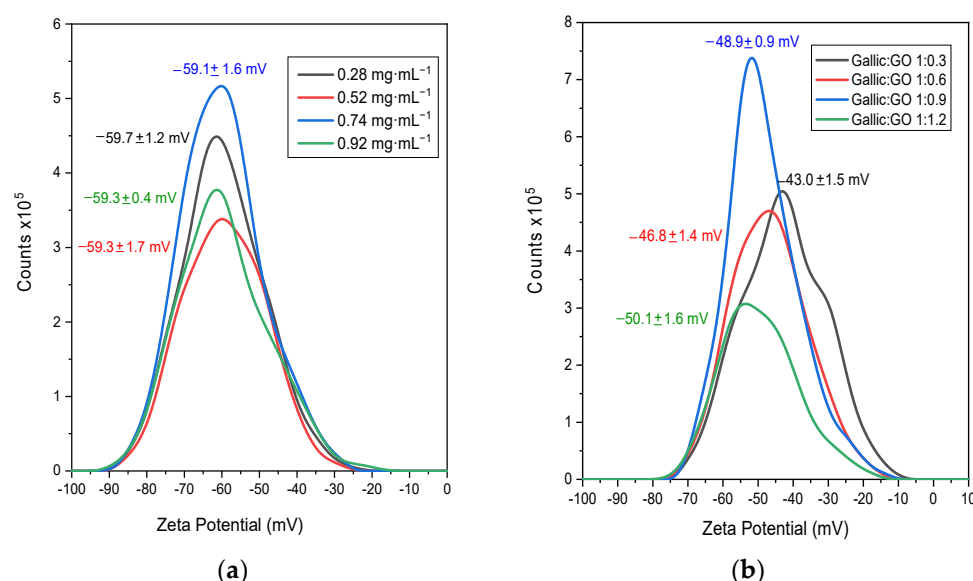 6
5
4
3
2
1
0
Counts x10⁵
−59.1± 1.6 mV
−59.7±1.2 mV
−59.3±0.4 mV
−59.3±1.7 mV
0.28 mg·mL⁻¹
0.52 mg·mL⁻¹
0.74 mg·mL⁻¹
0.92 mg·mL⁻¹
-100 -90 -80 -70 -60 -50 -40 -30 -20 -10 0
Zeta Potential (mV)
(a)
(b)
8
7
6
5
4
3
2
1
0
Counts x10⁵
−48.9±0.9 mV
−43.0±1.5 mV
−46.8±1.4 mV
−50.1±1.6 mV
Gallic:GO 1:0.3
Gallic:GO 1:0.6
Gallic:GO 1:0.9
Gallic:GO 1:1.2
-100 -90 -80 -70 -60 -50 -40 -30 -20 -10 0 10
Zeta Potential (mV)
(b)